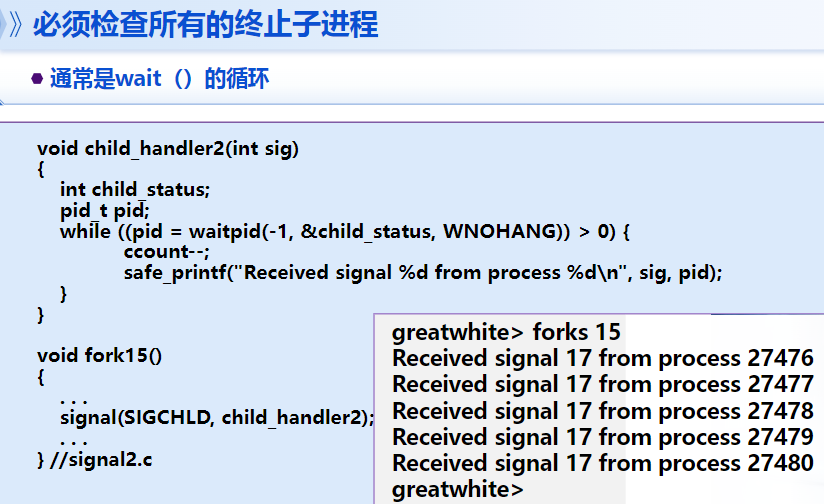 必须检查所有的终止子进程
通常是wait（）的循环
void child_handler2(int sig)
{
int child_status;
pid_t pid;
while ((pid = waitpid(-1, &child_status, WNOHANG)) > 0) {
ccount--;
safe_printf("Received signal %d from process %d\n", sig, pid);
}
}
void fork15()
{
. . .
signal(SIGCHLD, child_handler2);
. . .
} //signal2.c
greatwhite> forks 15
Received signal 17 from process 27476
Received signal 17 from process 27477
Received signal 17 from process 27478
Received signal 17 from process 27479
Received signal 17 from process 27480
greatwhite>